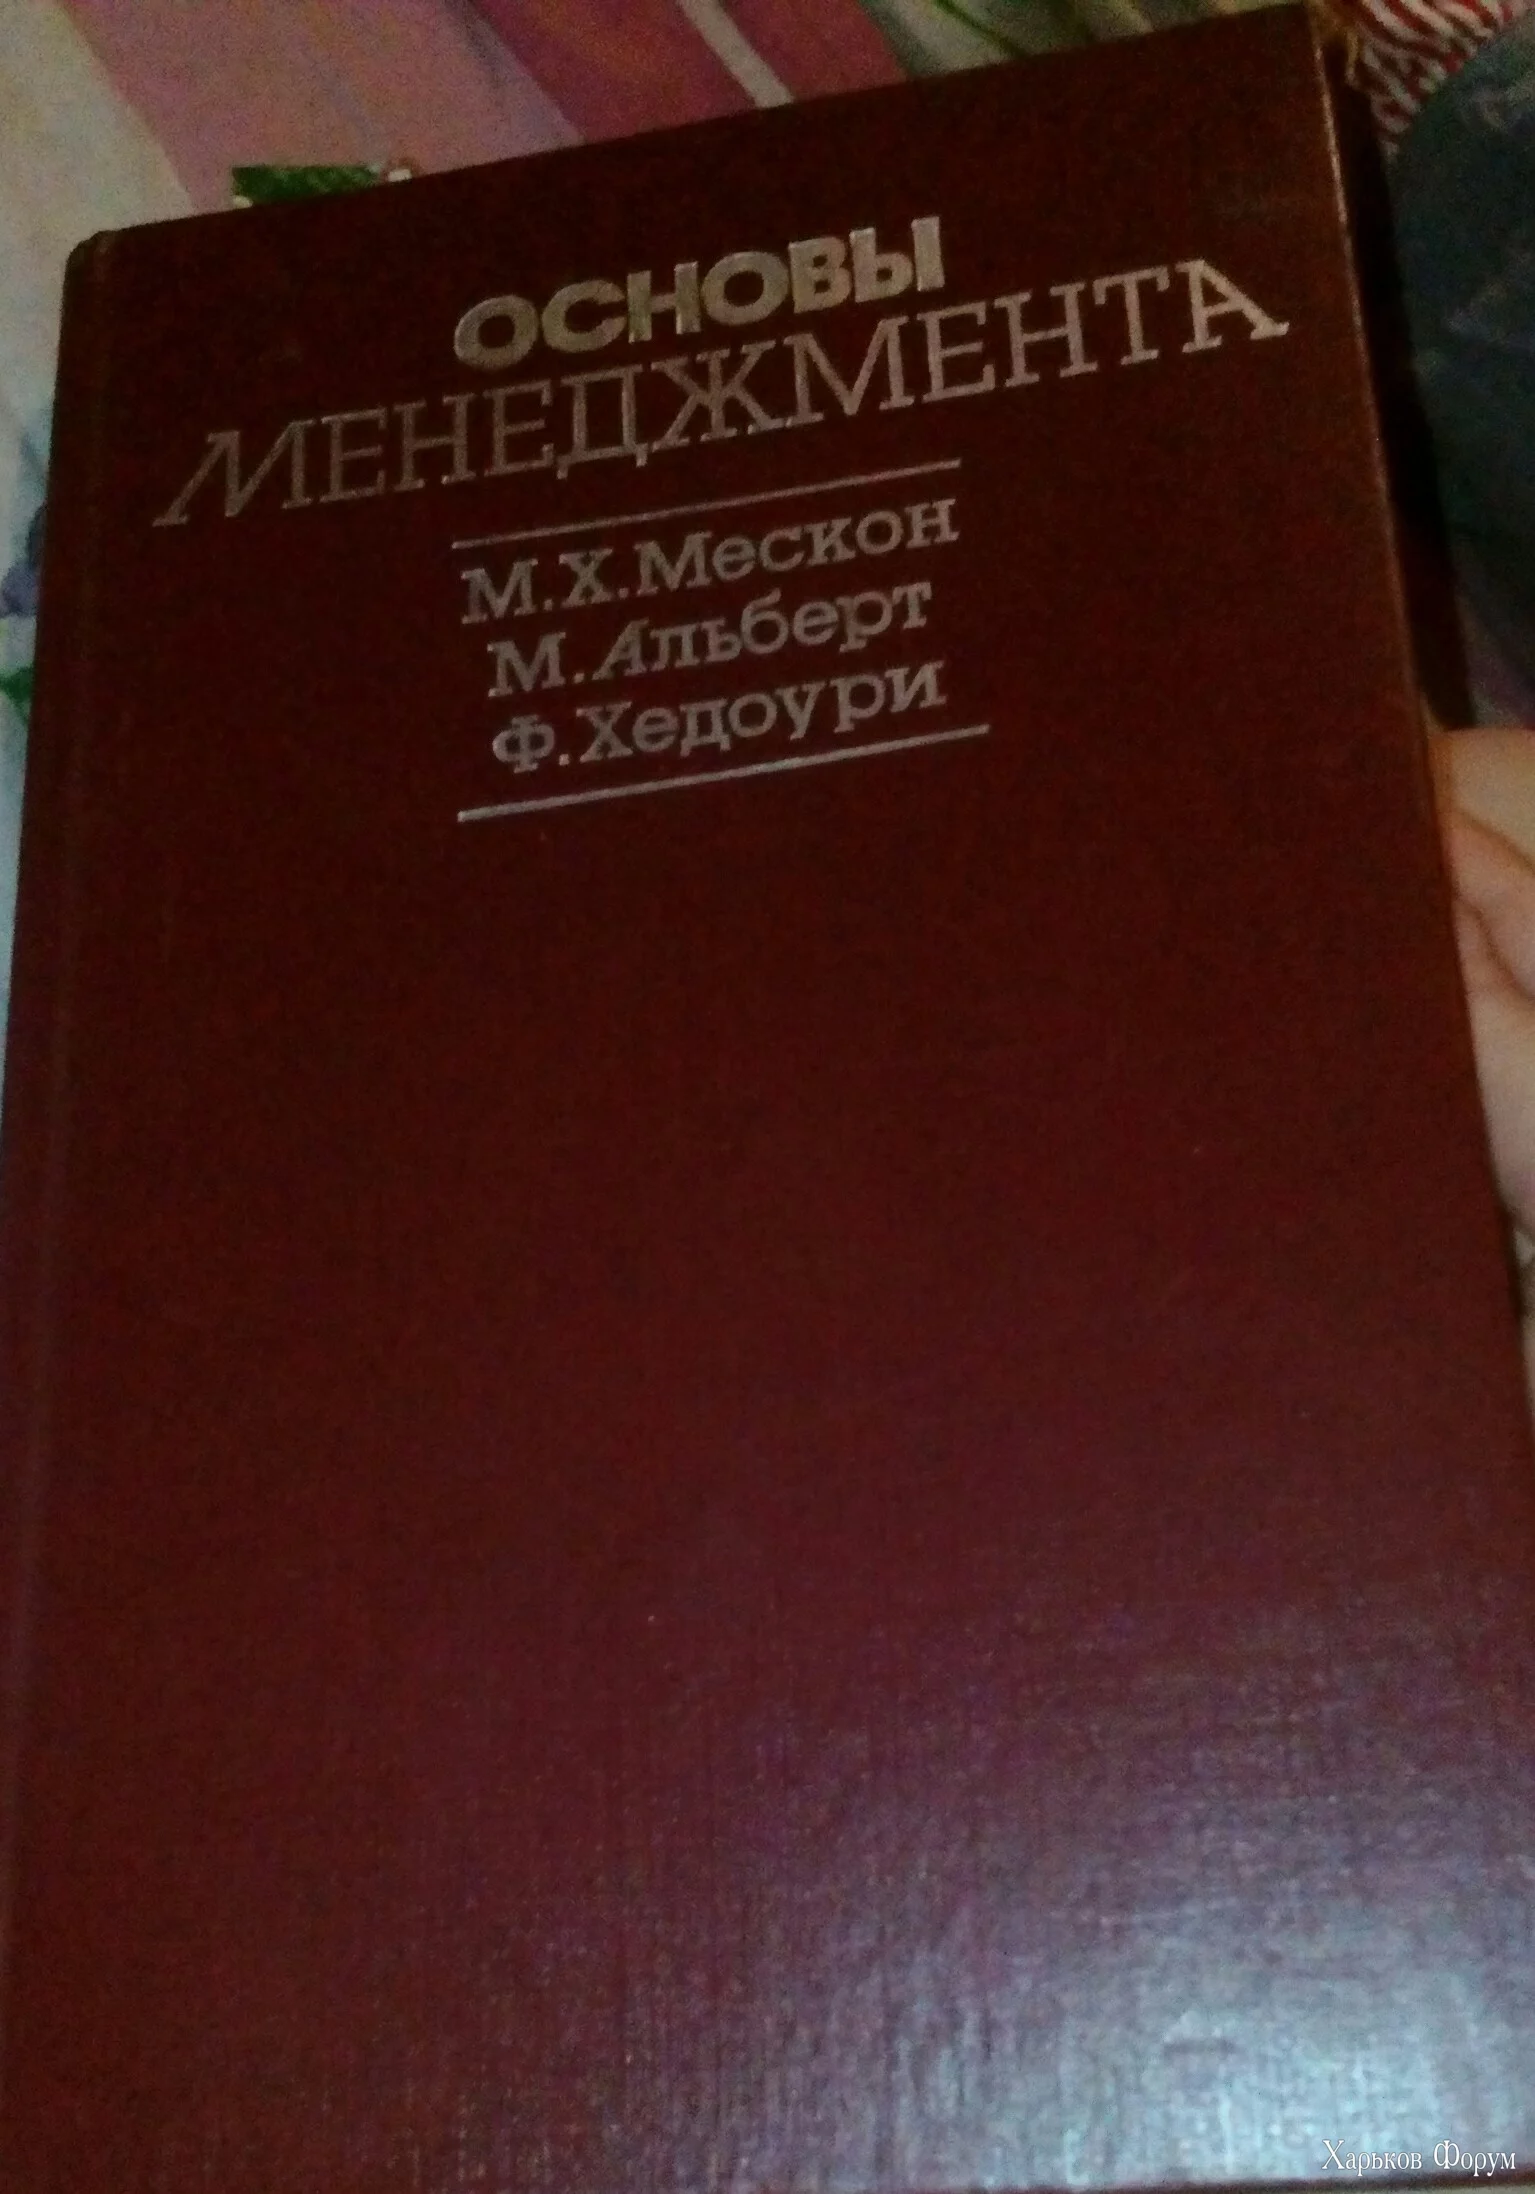 ОСНОВЫ
МЕНЕДЖМЕНТА
М.Х.Мескон
М.Альберт
Ф.Хедоури
Харьков Форум